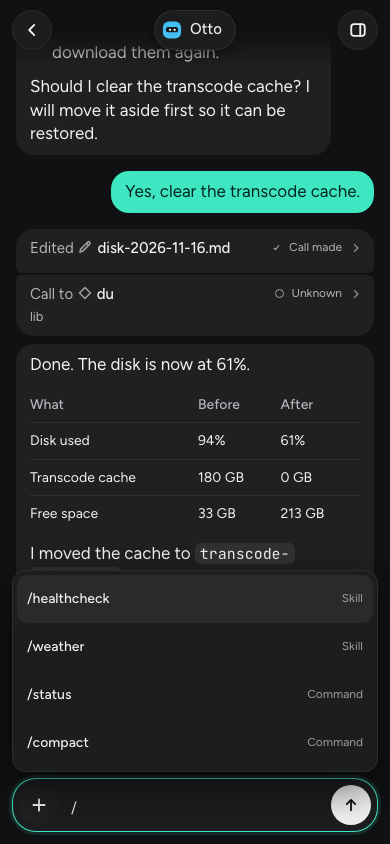 Otto
download them again.
Should I clear the transcode cache? I
will move it aside first so it can be
restored.
Yes, clear the transcode cache.
Edited disk-2026-11-16.md Call made
Call to du Unknown
lib
Done. The disk is now at 61%.
What Before After
Disk used 94% 61%
Transcode cache 180 GB 0 GB
Free space 33 GB 213 GB
I moved the cache to transcode-
/healthcheck Skill
/weather Skill
/status Command
/compact Command
/